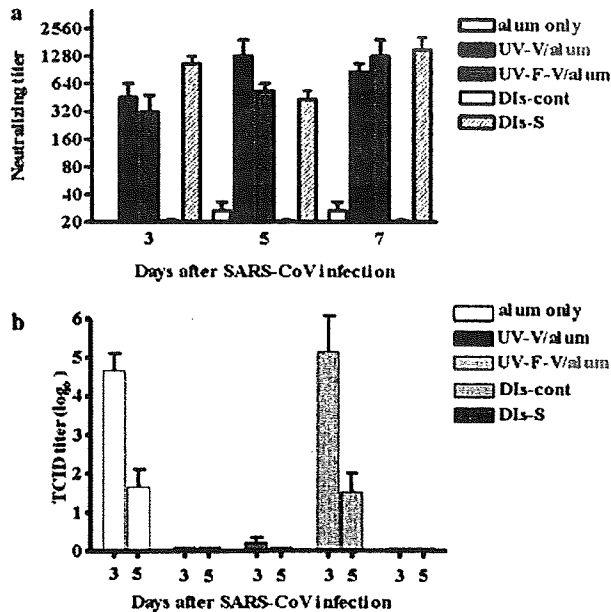 a
2560
1280
640
320
160
80
40
20
Neutralizing titer
3 5 7
Days after SARS-CoV infection
alum only
UV-V/alum
UV-F-V/alum
DIs-cont
DIs-S
b
6
5
4
3
2
1
0
TCID titer (log
3 5 3 5 3 5 3 5 3 5
Days after SARS-CoV infection
alum only
UV-V/alum
UV-F-V/alum
DIs-cont
DIs-S